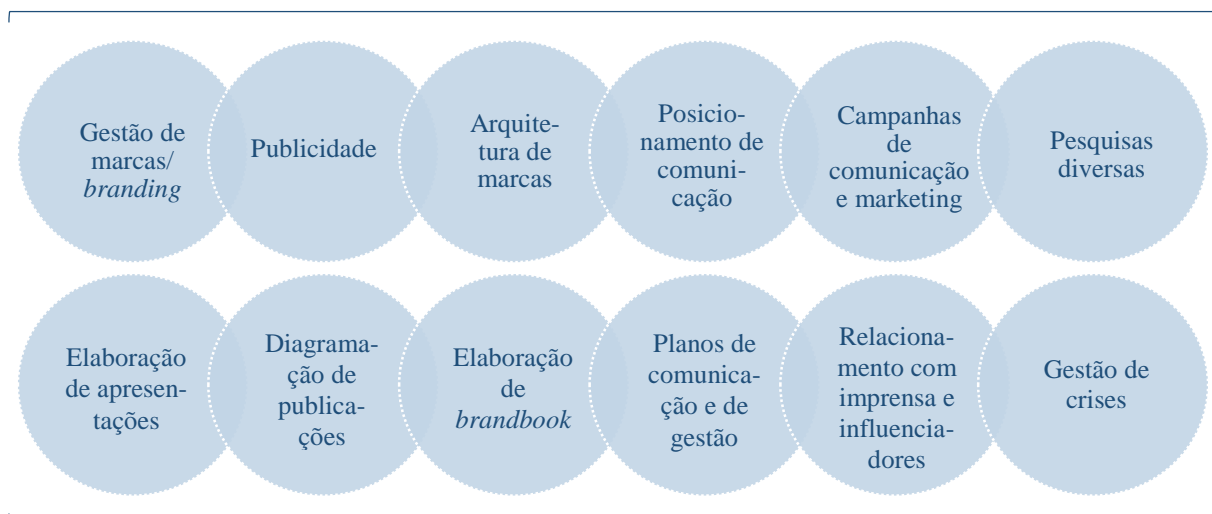 Gestão de
marcas/
branding
Publicidade
Arquite-
tura de
marcas
Posicio-
namento de
comuni-
cação
Campanhas
de
comunicação
e marketing
Pesquisas
diversas
Elaboração
de apresen-
tações
Diagrama-
ção de
publica-
ções
Elaboração
de
brandbook
Planos de
comunica-
ção e de
gestão
Relaciona-
mento com
imprensa e
influencia-
dores
Gestão de
crises